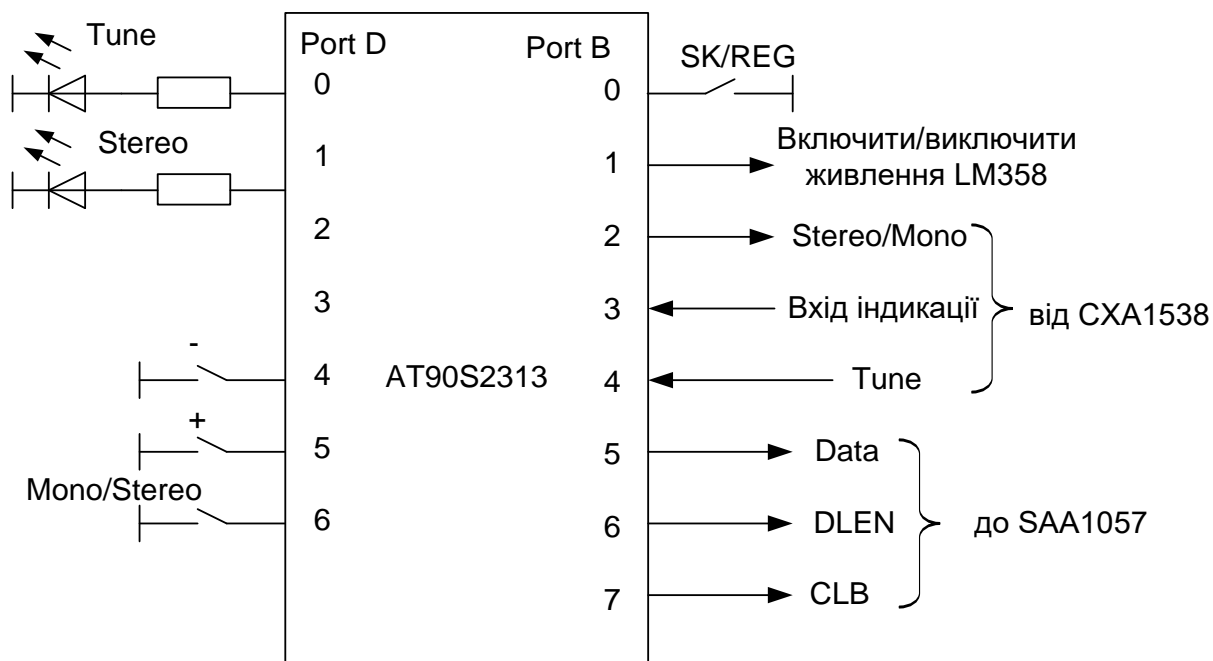 Tune
Port D
Port B
SK/REG
0
0
Stereo
1
1
Включити/виключити
живлення LM358
2
2
Stereo/Mono
3
3
Вхід індикації
від CXA1538
-
4
AT90S2313
4
Tune
+
5
5
Data
Mono/Stereo
6
6
DLEN
до SAA1057
7
CLB